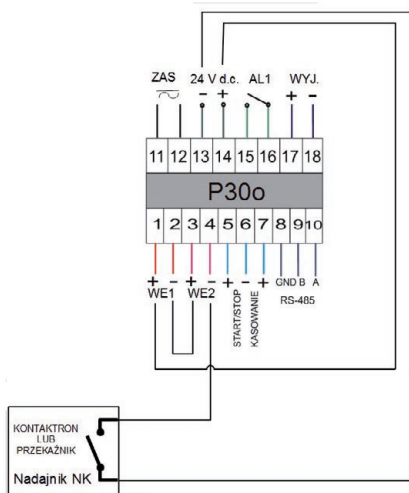 ZAS 24 V d.c. AL1 WYJ.
- + + -
11 12 13 14 15 16 17 18
P30o
1 2 3 4 5 6 7 8 9 10
+ - + - + - + GND B A
WE1 WE2 START/STOP KASOWANIE RS-485
KONTAKTRON
LUB
PRZEKAŹNIK
Nadajnik NK